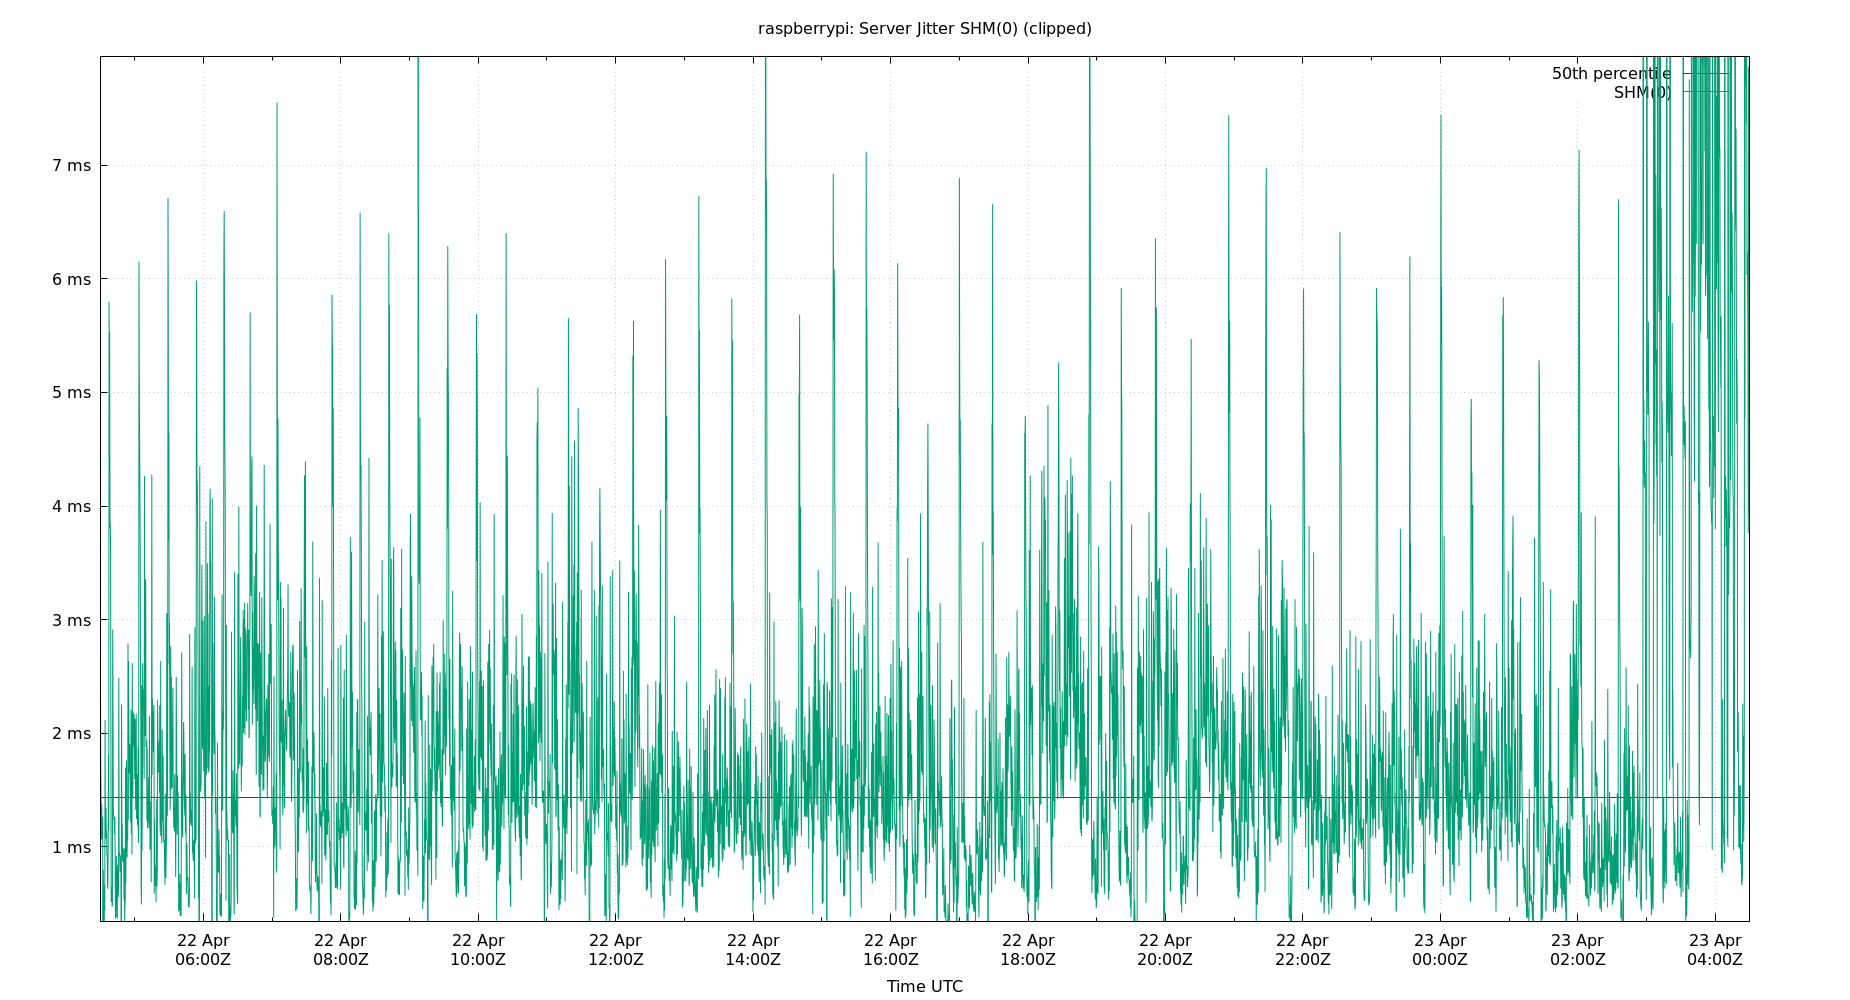 raspberrypi: Server Jitter SHM(0) (clipped)
50th percentile
SHM(0)
7 ms
6 ms
5 ms
4 ms
3 ms
2 ms
1 ms
22 Apr 22 Apr 22 Apr 22 Apr 22 Apr 22 Apr 22 Apr 22 Apr 22 Apr 23 Apr 23 Apr 23 Apr
06:00Z 08:00Z 10:00Z 12:00Z 14:00Z 16:00Z 18:00Z 20:00Z 22:00Z 00:00Z 02:00Z 04:00Z
Time UTC